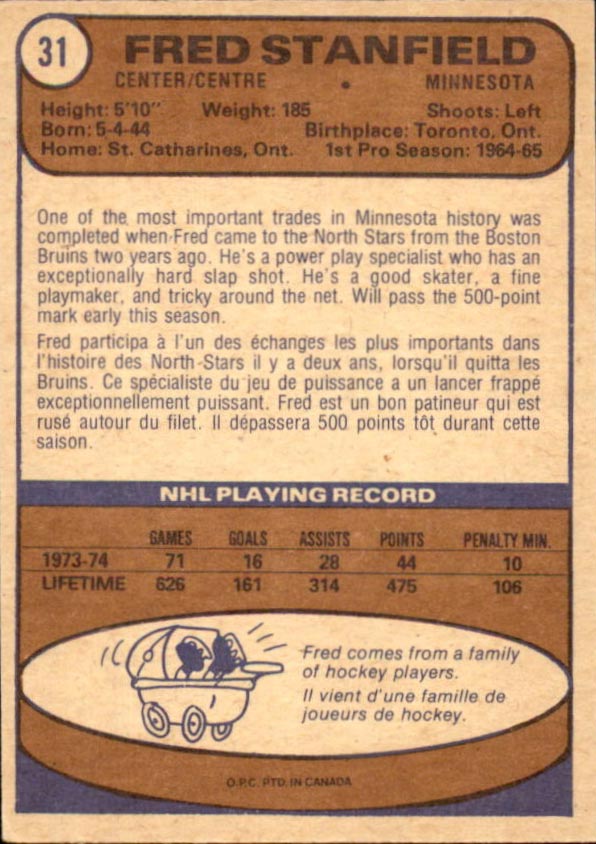 31
FRED STANFIELD
CENTER/CENTRE • MINNESOTA
Height: 5'10" Weight: 185 Shoots: Left
Born: 5-4-44 Birthplace: Toronto, Ont.
Home: St. Catharines, Ont. 1st Pro Season: 1964-65
One of the most important trades in Minnesota history was
completed when Fred came to the North Stars from the Boston
Bruins two years ago. He's a power play specialist who has an
exceptionally hard slap shot. He's a good skater, a fine
playmaker, and tricky around the net. Will pass the 500-point
mark early this season.
Fred participa à l'un des échanges les plus importants dans
l'histoire des North-Stars il y a deux ans, lorsqu'il quitta les
Bruins. Ce spécialiste du jeu de puissance a un lancer frappé
exceptionnellement puissant. Fred est un bon patineur qui est
rusé autour du filet. Il dépassera 500 points tôt durant cette
saison.
NHL PLAYING RECORD
GAMES GOALS ASSISTS POINTS PENALTY MIN.
1973-74 71 16 28 44 10
LIFETIME 626 161 314 475 106
Fred comes from a family
of hockey players.
Il vient d'une famille de
joueurs de hockey.
O.P.C. PTD. IN CANADA